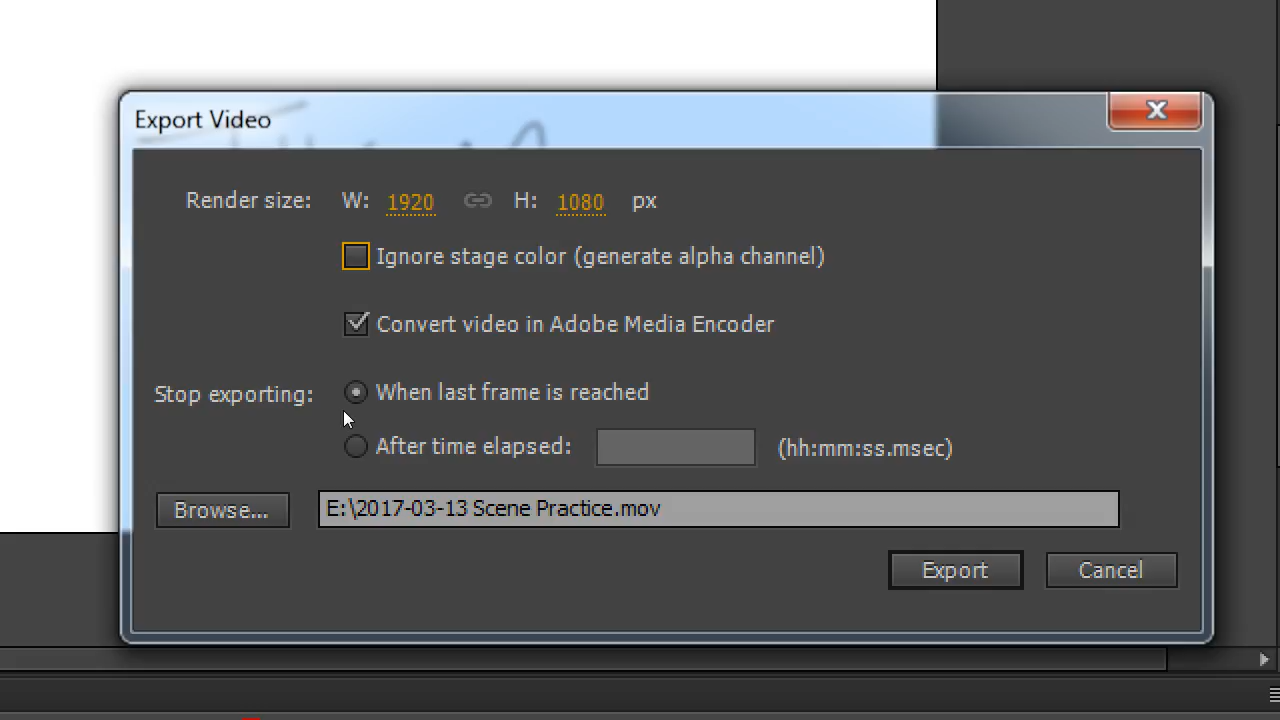 Export Video
Render size: W: 1920 H: 1080 px
Ignore stage color (generate alpha channel)
Convert video in Adobe Media Encoder
Stop exporting: When last frame is reached
After time elapsed: (hh:mm:ss.msec)
Browse... E:\2017-03-13 Scene Practice.mov
Export Cancel